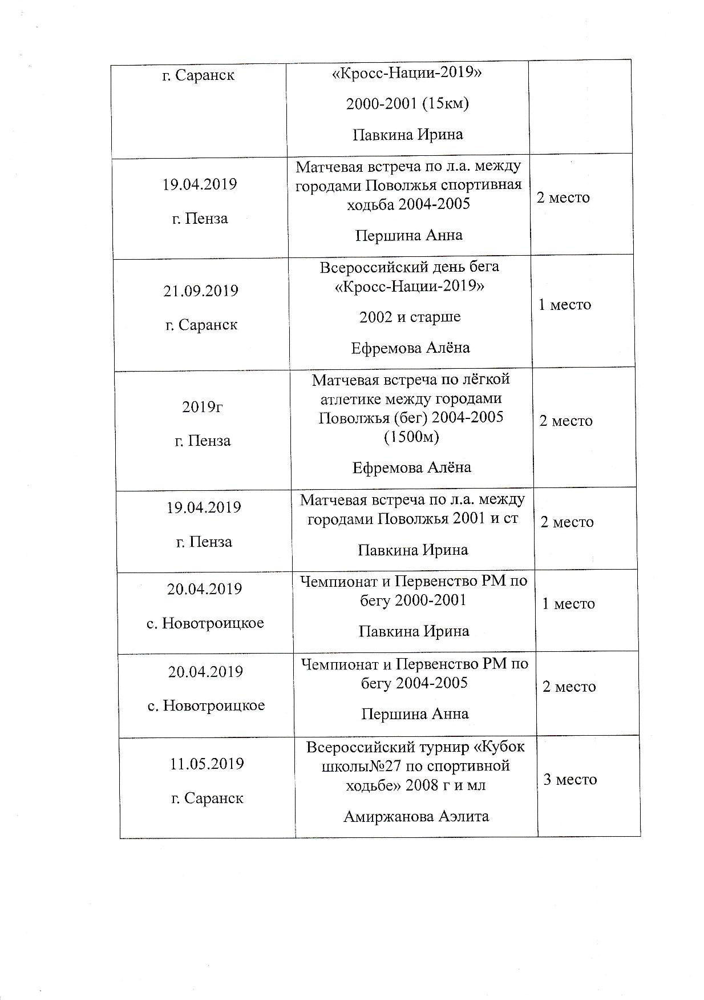 г. Саранск
«Кросс-Нации-2019»
2000-2001 (15км)
Павкина Ирина
19.04.2019
г. Пенза
Матчевая встреча по л.а. между
городами Поволжья спортивная
ходьба 2004-2005
Першина Анна
2 место
21.09.2019
г. Саранск
Всероссийский день бега
«Кросс-Нации-2019»
2002 и старше
Ефремова Алёна
1 место
2019г
г. Пенза
Матчевая встреча по лёгкой
атлетике между городами
Поволжья (бег) 2004-2005
(1500м)
Ефремова Алёна
2 место
19.04.2019
г. Пенза
Матчевая встреча по л.а. между
городами Поволжья 2001 и ст
Павкина Ирина
2 место
20.04.2019
с. Новотроицкое
Чемпионат и Первенство РМ по
бегу 2000-2001
Павкина Ирина
1 место
20.04.2019
с. Новотроицкое
Чемпионат и Первенство РМ по
бегу 2004-2005
Першина Анна
2 место
11.05.2019
г. Саранск
Всероссийский турнир «Кубок
школы№27 по спортивной
ходьбе» 2008 г и мл
Амиржанова Аэлита
3 место